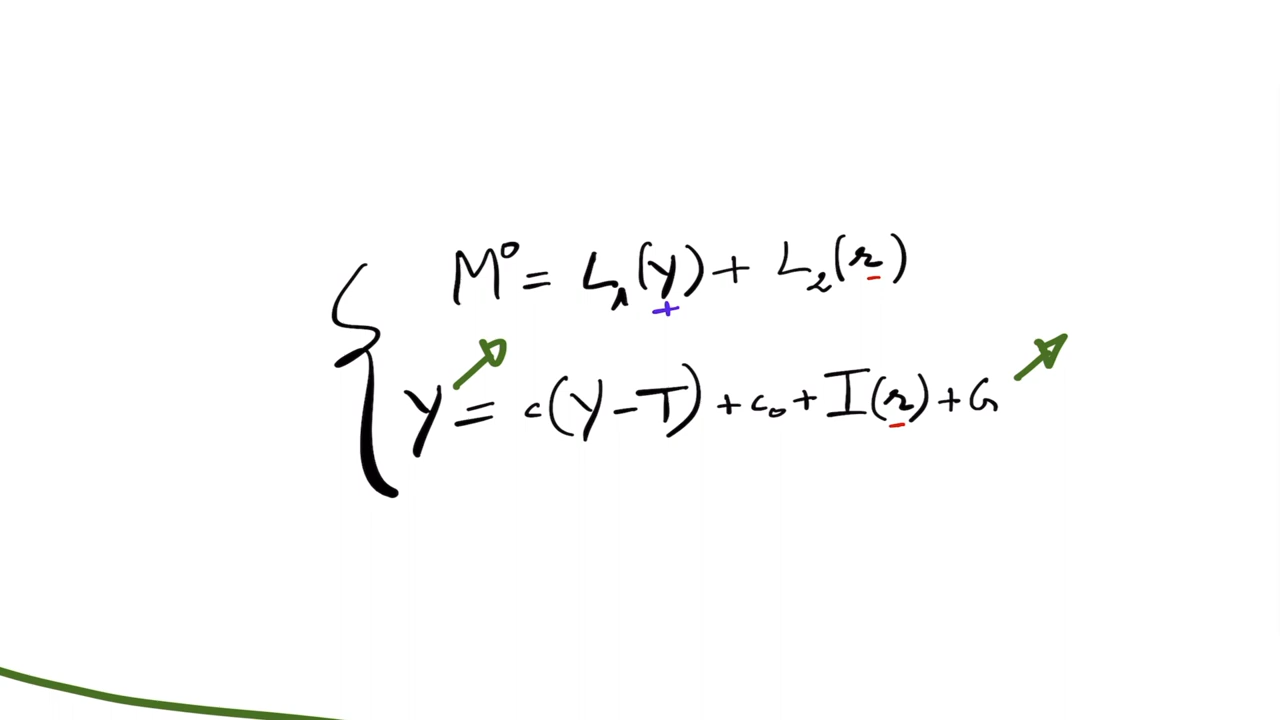 M° = L₁(y) + L₂(r)
+ - -
y = c(y-T) + c₀ + I(r) + G
-